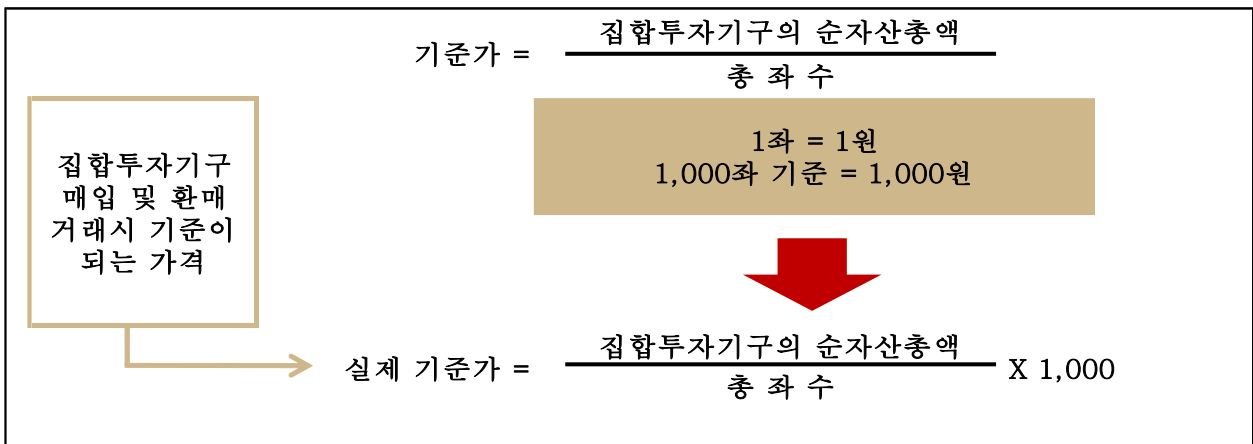 집합투자기구의 순자산총액
기준가 =
총 좌 수
1좌 = 1원
1,000좌 기준 = 1,000원
집합투자기구
매입 및 환매
거래시 기준이
되는 가격
집합투자기구의 순자산총액
실제 기준가 =
X 1,000
총 좌 수